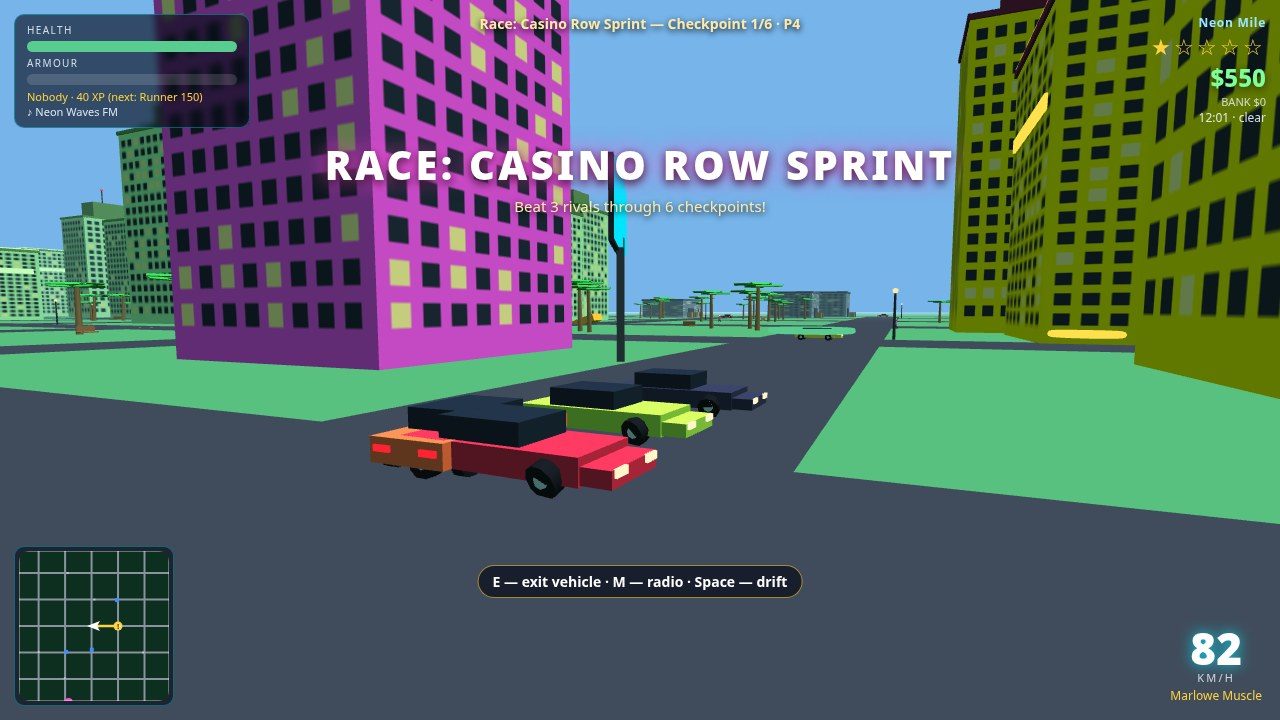 HEALTH
ARMOUR
Nobody · 40 XP (next: Runner 150)
♪ Neon Waves FM
Race: Casino Row Sprint — Checkpoint 1/6 · P4
Neon Mile
★☆☆☆☆
$550
BANK $0
12:01 · clear
RACE: CASINO ROW SPRINT
Beat 3 rivals through 6 checkpoints!
E — exit vehicle · M — radio · Space — drift
82
KM/H
Marlowe Muscle